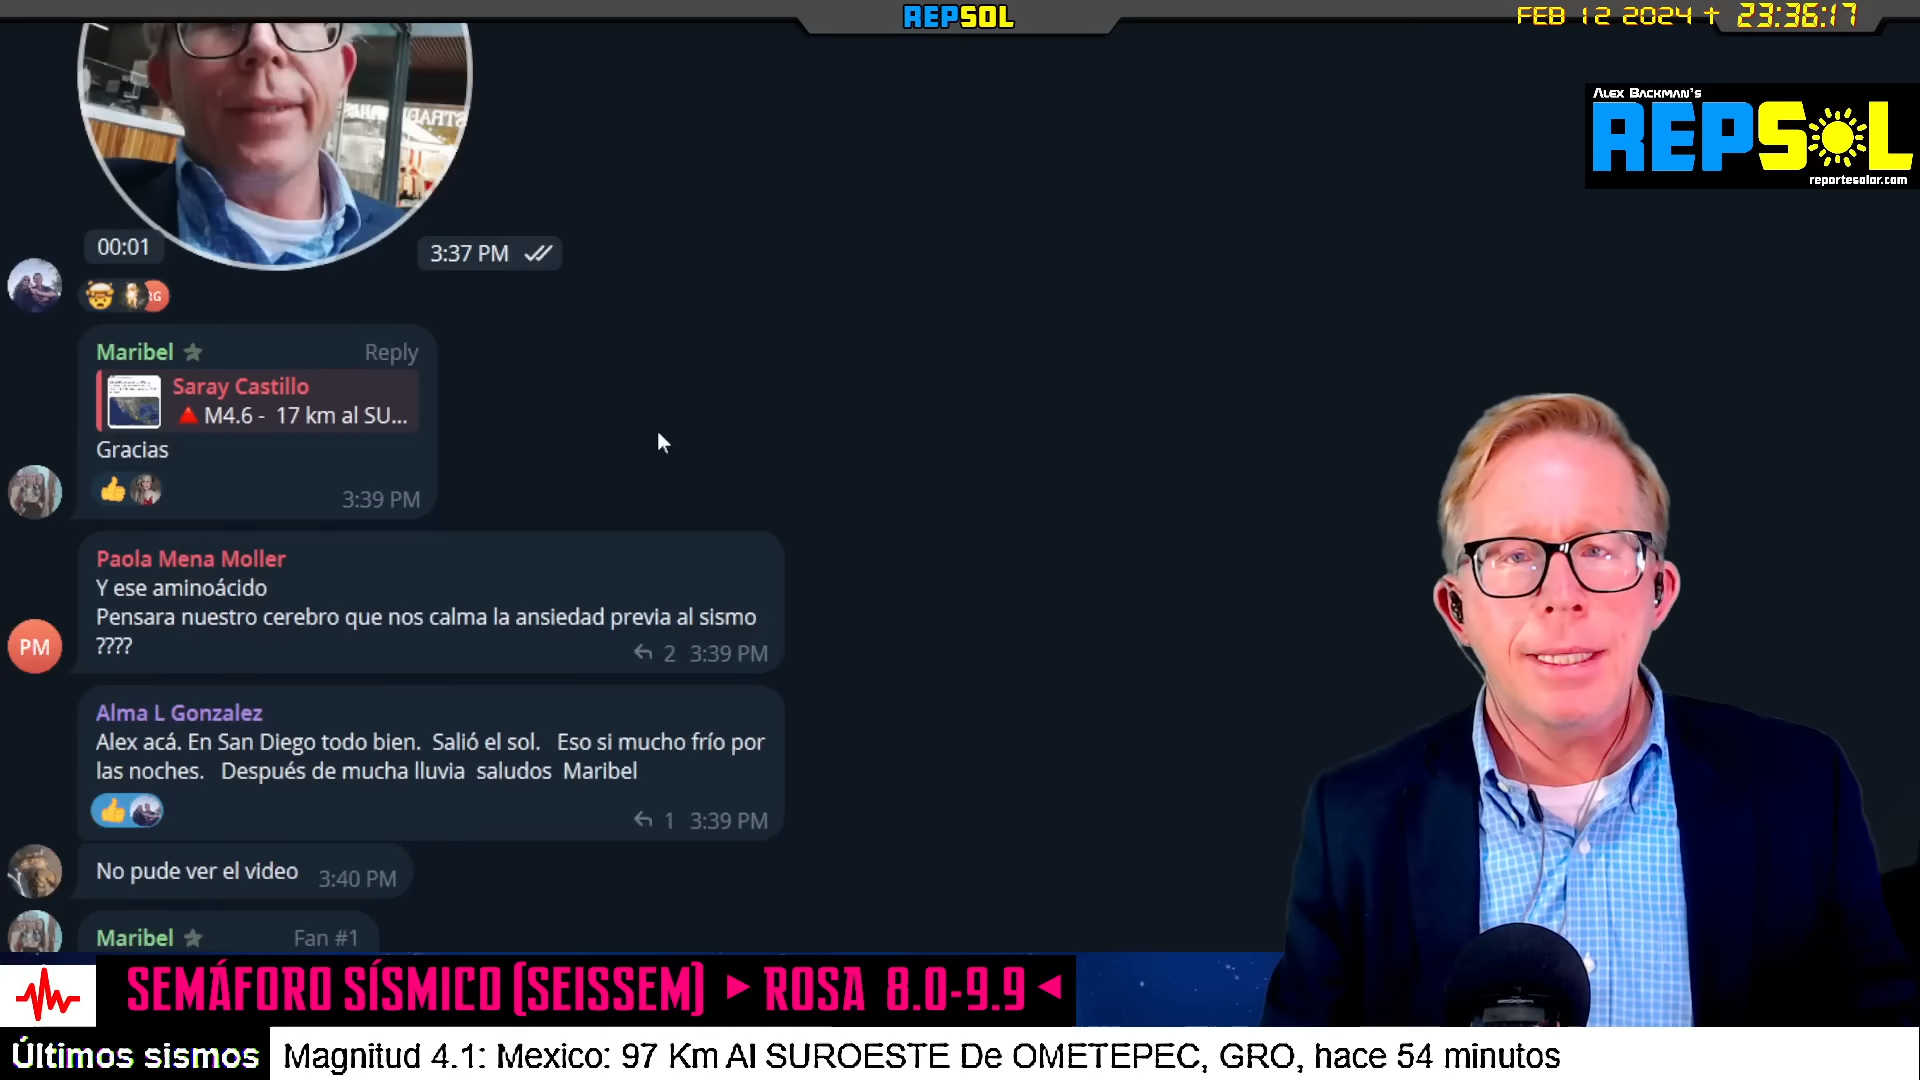 REPSOL
FEB 12 2024 † 23:36:17
ALEX BACKMAN'S
REPSOL
reportesolar.com
00:01
3:37 PM
RG
Maribel
Reply
Saray Castillo
M4.6 - 17 km al SU...
Gracias
3:39 PM
Paola Mena Moller
Y ese aminoácido
Pensara nuestro cerebro que nos calma la ansiedad previa al sismo
????
2 3:39 PM
PM
Alma L Gonzalez
Alex acá. En San Diego todo bien. Salió el sol. Eso si mucho frío por
las noches. Después de mucha lluvia saludos Maribel
1 3:39 PM
No pude ver el video 3:40 PM
Maribel
Fan #1
SEMÁFORO SÍSMICO (SEISSEM) ► ROSA 8.0-9.9 ◄
Últimos sismos
Magnitud 4.1: Mexico: 97 Km Al SUROESTE De OMETEPEC, GRO, hace 54 minutos